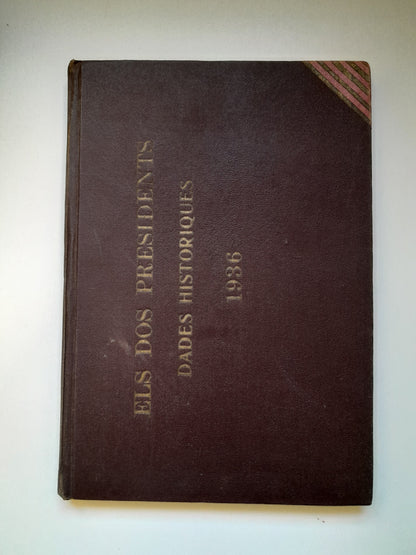 ELS DOS PRESIDENTS
DADES HISTORIQUES
1936